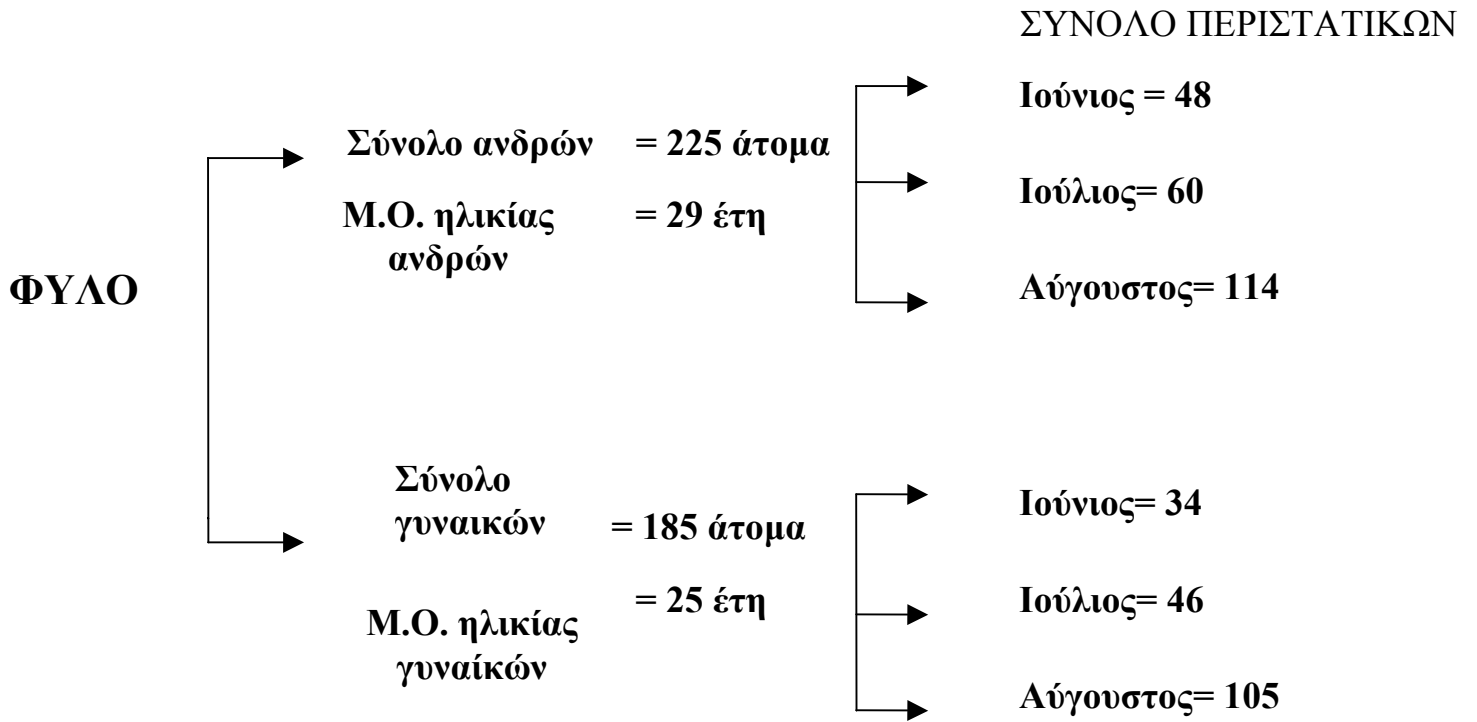 ΣΥΝΟΛΟ ΠΕΡΙΣΤΑΤΙΚΩΝ
ΦΥΛΟ
Σύνολο ανδρών = 225 άτομα
Μ.Ο. ηλικίας = 29 έτη
ανδρών
Ιούνιος = 48
Ιούλιος= 60
Αύγουστος= 114
Σύνολο
γυναικών = 185 άτομα
= 25 έτη
Μ.Ο. ηλικίας
γυναίκών
Ιούνιος= 34
Ιούλιος= 46
Αύγουστος= 105